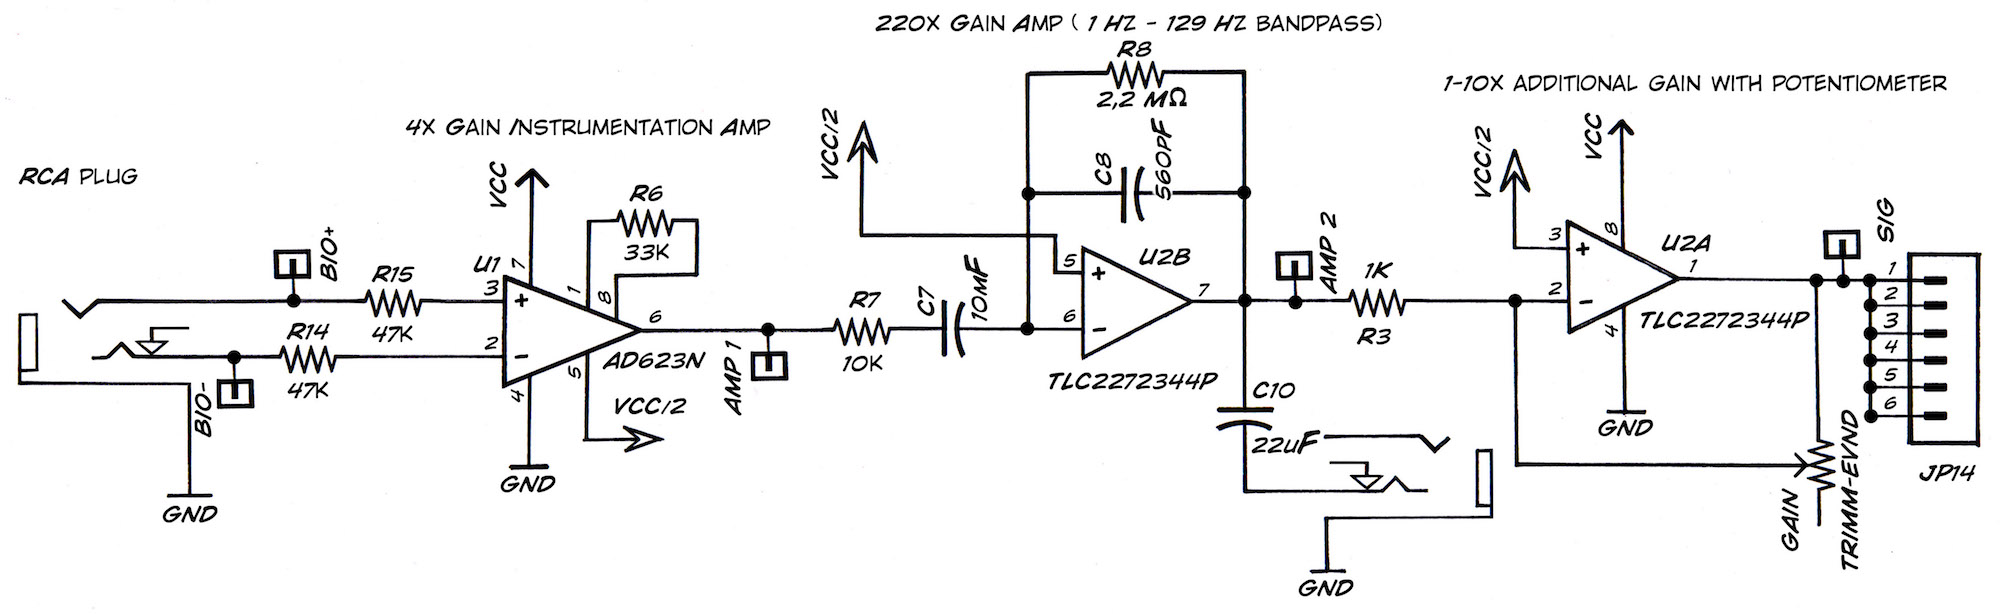 220X GAIN AMP ( 1 HZ - 129 HZ BANDPASS)
R8
2,2 MΩ
1-10X ADDITIONAL GAIN WITH POTENTIOMETER
4X GAIN INSTRUMENTATION AMP
RCA PLUG
VCC
R6
33K
VCC/2
C8
560pF
VCC/2
VCC
BIO+
R15
47K
U1
7
3
+
1
8
6
R14
47K
2
-
5
4
AD623N
BIO-
GND
VCC/2
GND
AMP 1
R7
10K
C7
10MF
5
+
U2B
7
6
-
TLC2272344P
AMP 2
1K
R3
C10
22uF
GND
3
+
8
U2A
1
2
-
4
TLC2272344P
GND
SIG
1
2
3
4
5
6
JP14
GAIN
TRIMM-EVND